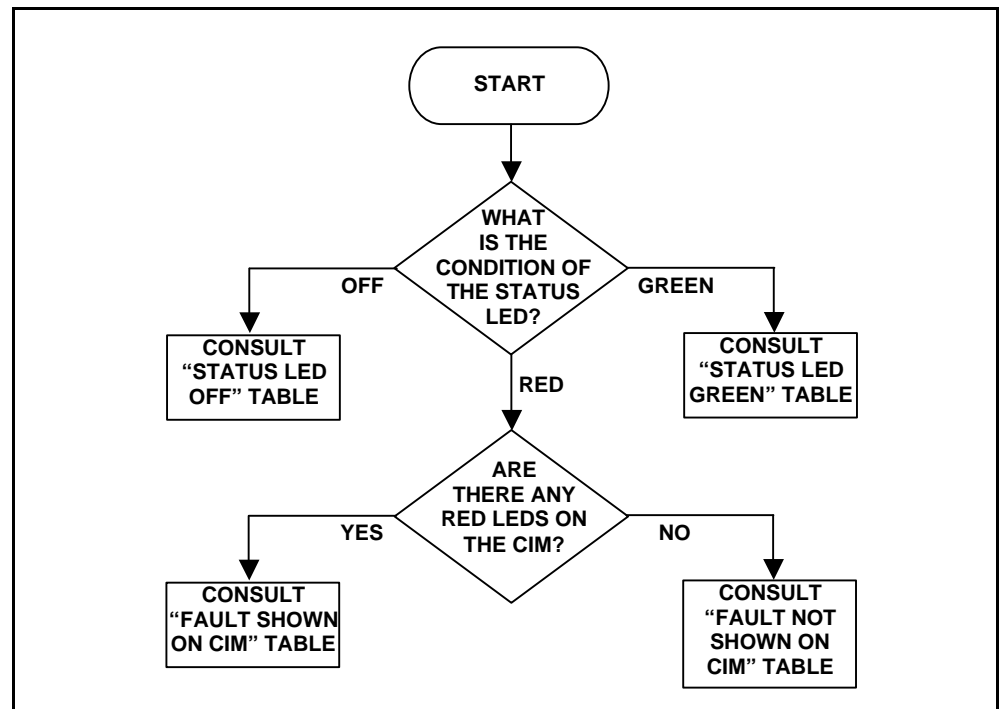 START
WHAT
IS THE
CONDITION OF
THE STATUS
LED?
OFF
GREEN
CONSULT
“STATUS LED
OFF” TABLE
CONSULT
“STATUS LED
GREEN” TABLE
RED
ARE
THERE ANY
RED LEDS ON
THE CIM?
YES
NO
CONSULT
“FAULT SHOWN
ON CIM” TABLE
CONSULT
“FAULT NOT
SHOWN ON
CIM” TABLE